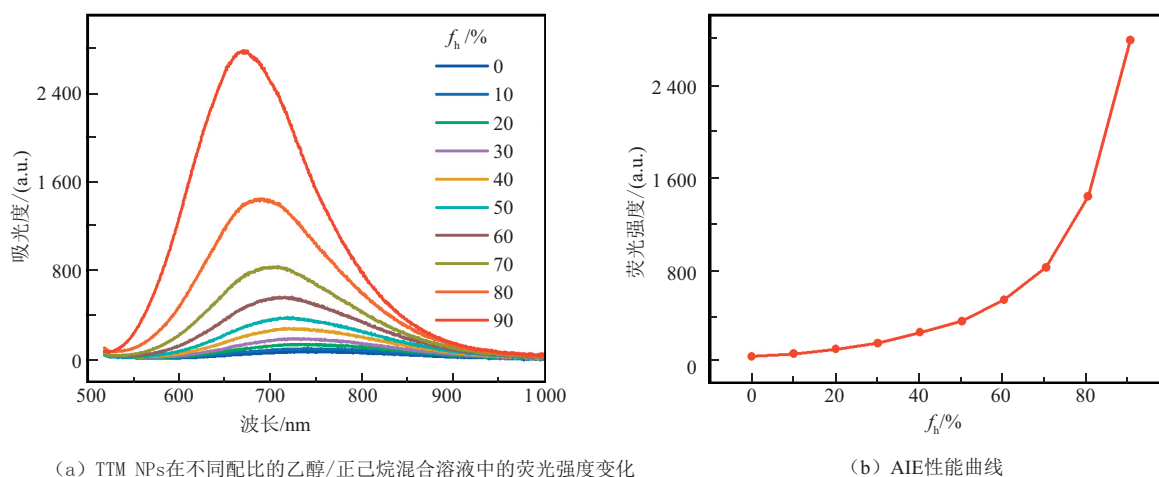 f_h/%
0
10
20
30
40
50
60
70
80
90
2 400
1 600
800
0
吸光度/(a.u.)
500 600 700 800 900 1 000
波长/nm
(a) TTM NPs在不同配比的乙醇/正己烷混合溶液中的荧光强度变化
2 400
1 600
800
0
荧光强度/(a.u.)
0 20 40 60 80
f_h/%
(b) AIE性能曲线